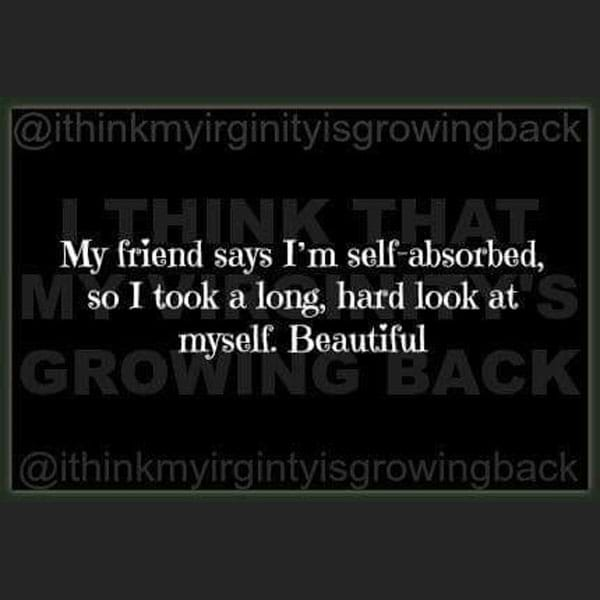 @ithinkmyirginityisgrowingback
I THINK THAT
My friend says I'm self-absorbed,
so I took a long, hard look at
MY VIRGINITY'S
myself. Beautiful
GROWING BACK
@ithinkmyirgintyisgrowingback